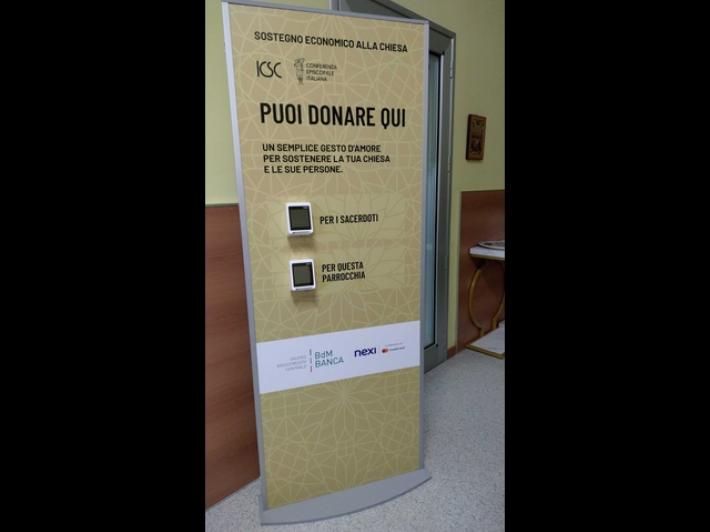 SOSTEGNO ECONOMICO ALLA CHIESA
ICSC
CONFERENZA
EPISCOPALE
ITALIANA
PUOI DONARE QUI
UN SEMPLICE GESTO D'AMORE
PER SOSTENERE LA TUA CHIESA
E LE SUE PERSONE.
PER I SACERDOTI
PER QUESTA
PARROCCHIA
BdM
BANCA
nexi